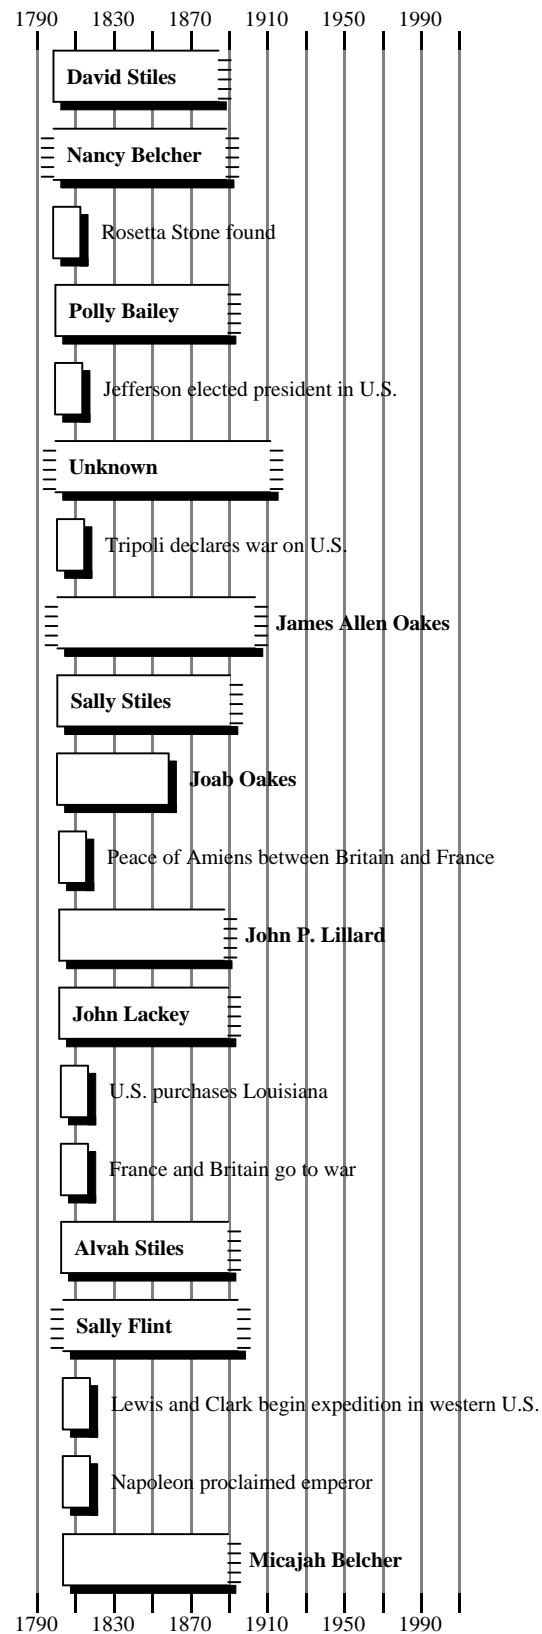 1790 1830 1870 1910 1950 1990
David Stiles
Nancy Belcher
Rosetta Stone found
Polly Bailey
Jefferson elected president in U.S.
Unknown
Tripoli declares war on U.S.
James Allen Oakes
Sally Stiles
Joab Oakes
Peace of Amiens between Britain and France
John P. Lillard
John Lackey
U.S. purchases Louisiana
France and Britain go to war
Alvah Stiles
Sally Flint
Lewis and Clark begin expedition in western U.S.
Napoleon proclaimed emperor
Micajah Belcher
1790 1830 1870 1910 1950 1990